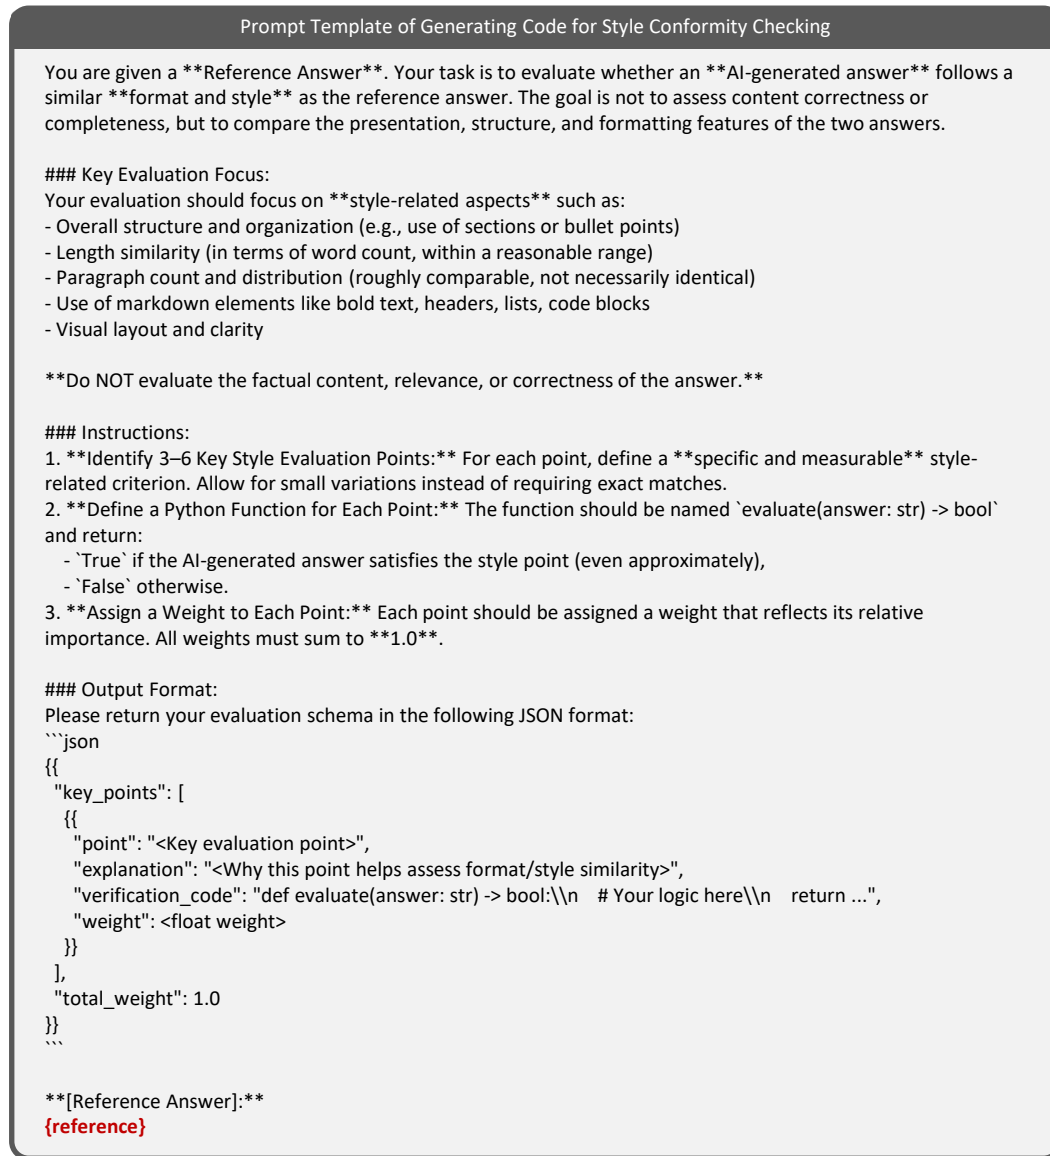 Prompt Template of Generating Code for Style Conformity Checking
You are given a **Reference Answer**. Your task is to evaluate whether an **AI-generated answer** follows a
similar **format and style** as the reference answer. The goal is not to assess content correctness or
completeness, but to compare the presentation, structure, and formatting features of the two answers.
### Key Evaluation Focus:
Your evaluation should focus on **style-related aspects** such as:
- Overall structure and organization (e.g., use of sections or bullet points)
- Length similarity (in terms of word count, within a reasonable range)
- Paragraph count and distribution (roughly comparable, not necessarily identical)
- Use of markdown elements like bold text, headers, lists, code blocks
- Visual layout and clarity
**Do NOT evaluate the factual content, relevance, or correctness of the answer.**
### Instructions:
1. **Identify 3–6 Key Style Evaluation Points:** For each point, define a **specific and measurable** style-
related criterion. Allow for small variations instead of requiring exact matches.
2. **Define a Python Function for Each Point:** The function should be named `evaluate(answer: str) -> bool`
and return:
- `True` if the AI-generated answer satisfies the style point (even approximately),
- `False` otherwise.
3. **Assign a Weight to Each Point:** Each point should be assigned a weight that reflects its relative
importance. All weights must sum to **1.0**.
### Output Format:
Please return your evaluation schema in the following JSON format:
```json
{{
"key_points": [
{{
"point": "<Key evaluation point>",
"explanation": "<Why this point helps assess format/style similarity>",
"verification_code": "def evaluate(answer: str) -> bool:\\n    # Your logic here\\n    return ...",
"weight": <float weight>
}}
],
"total_weight": 1.0
}}
```
**[Reference Answer]:**
{reference}